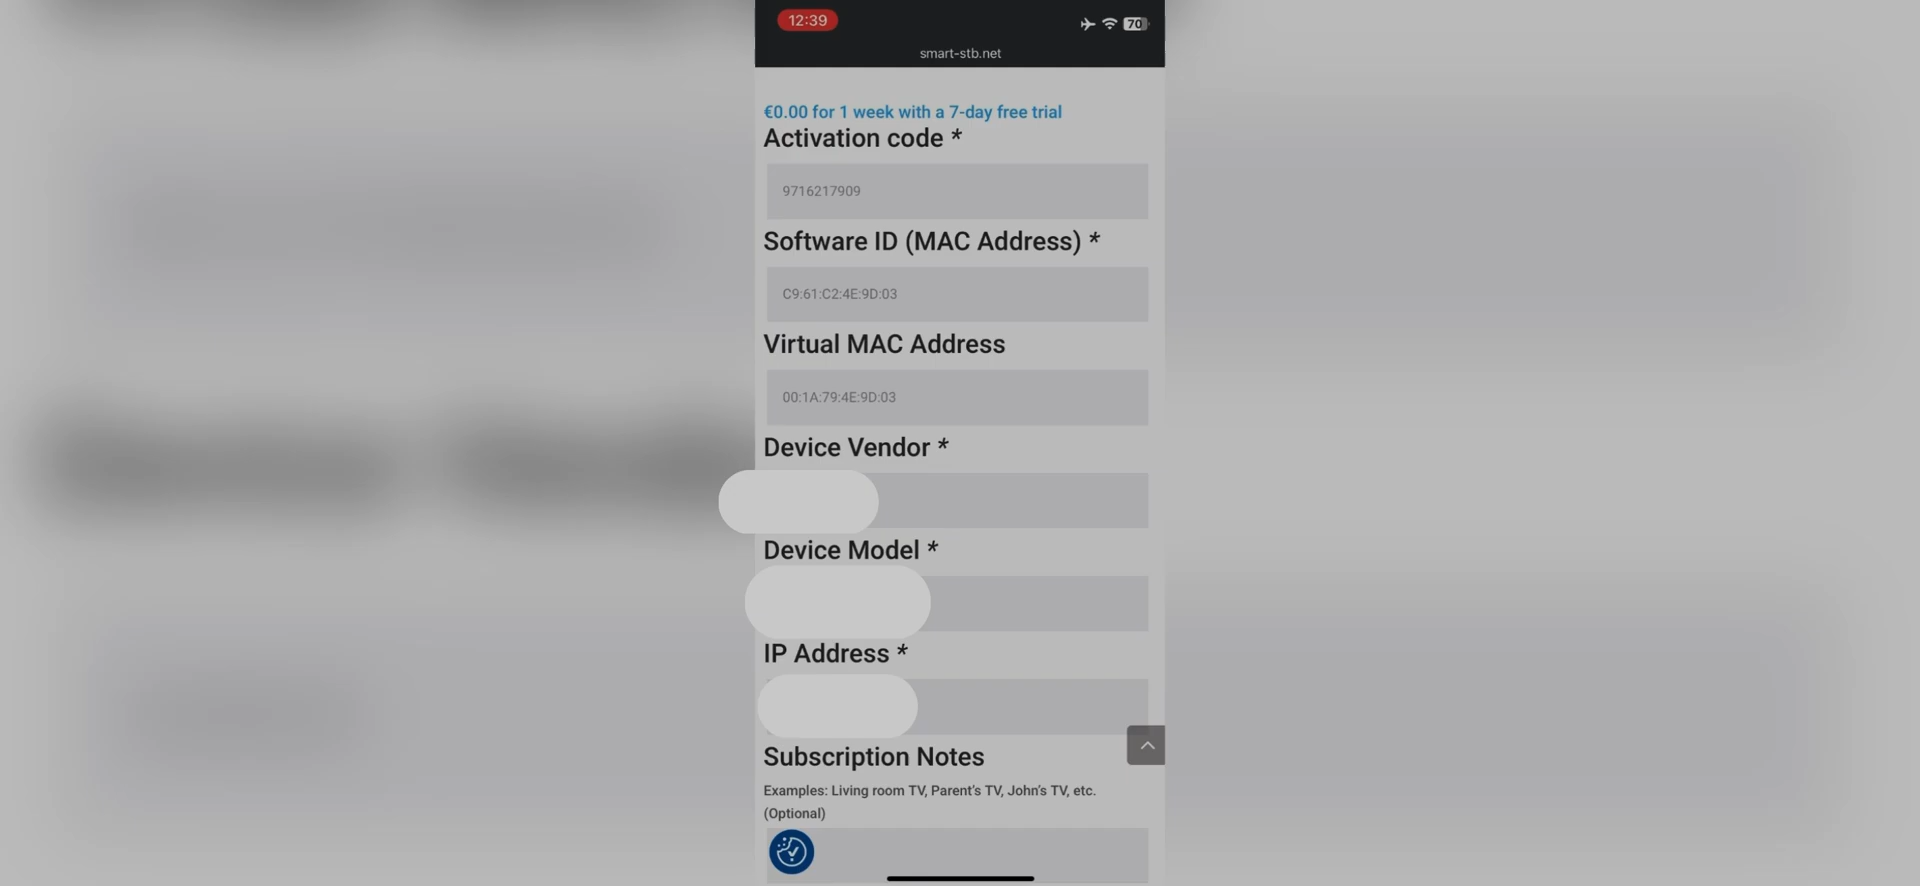 12:39
70
smart-stb.net
€0.00 for 1 week with a 7-day free trial
Activation code *
9716217909
Software ID (MAC Address) *
C9:61:C2:4E:9D:03
Virtual MAC Address
00:1A:79:4E:9D:03
Device Vendor *
Device Model *
IP Address *
Subscription Notes
Examples: Living room TV, Parent's TV, John's TV, etc.
(Optional)